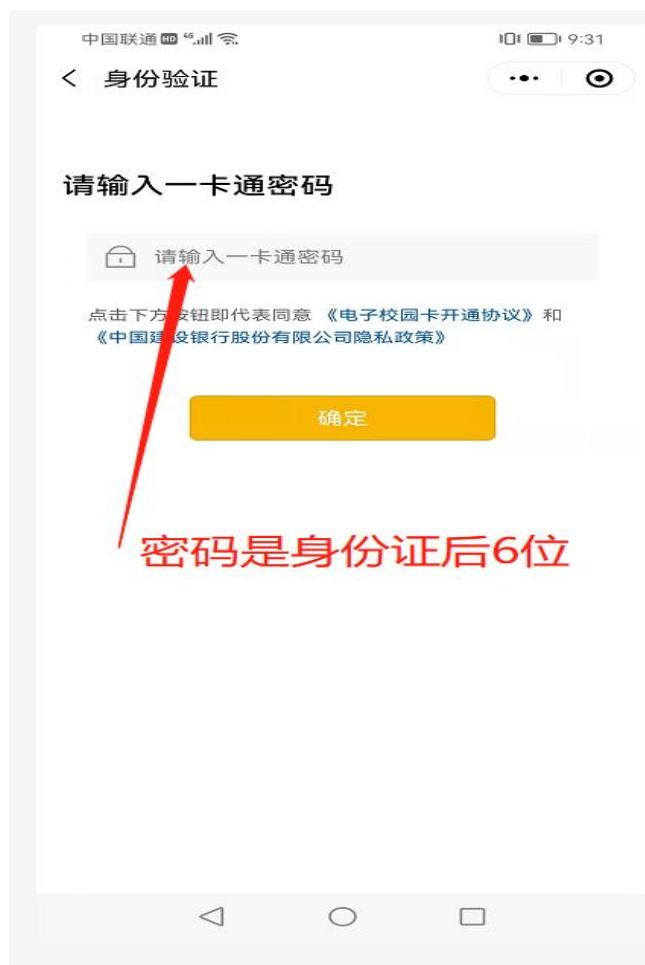 中国联通 HD 46 9:31
身份验证
请输入一卡通密码
请输入一卡通密码
点击下方按钮即代表同意 《电子校园卡开通协议》和
《中国建设银行股份有限公司隐私政策》
确定
密码是身份证后6位